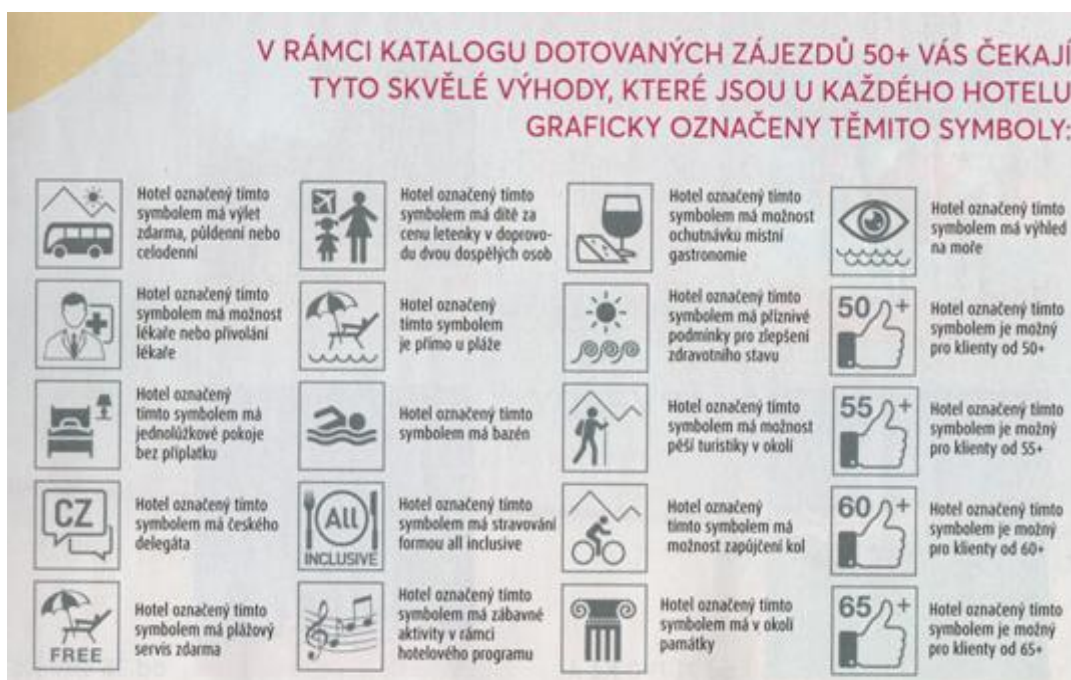 V RÁMCI KATALOGU DOTOVANÝCH ZÁJEZDŮ 50+ VÁS ČEKAJÍ
TYTO SKVĚLÉ VÝHODY, KTERÉ JSOU U KAŽDÉHO HOTELU
GRAFICKY OZNAČENY TĚMITO SYMBOLY:
Hotel označený tímto
symbolem má výlet
zdarma, půldenní nebo
celodenní
Hotel označený tímto
symbolem má možnost
lékaře nebo přivolání
lékaře
Hotel označený
tímto symbolem má
jednolůžkové pokoje
bez příplatku
CZ
Hotel označený tímto
symbolem má českého
delegáta
FREE
Hotel označený tímto
symbolem má plážový
servis zdarma
Hotel označený tímto
symbolem má dítě za
cenu letenky v doprovo-
du dvou dospělých osob
Hotel označený
tímto symbolem
je přímo u pláže
Hotel označený tímto
symbolem má bazén
All
INCLUSIVE
Hotel označený tímto
symbolem má stravování
formou all inclusive
Hotel označený tímto
symbolem má zábavné
aktivity v rámci
hotelového programu
Hotel označený tímto
symbolem má možnost
ochutnávku místní
gastronomie
Hotel označený tímto
symbolem má příznivé
podmínky pro zlepšení
zdravotního stavu
Hotel označený tímto
symbolem má možnost
pěší turistiky v okolí
Hotel označený
tímto symbolem má
možnost zapůjčení kol
Hotel označený tímto
symbolem má v okolí
památky
Hotel označený tímto
symbolem má výhled
na moře
50+
Hotel označený tímto
symbolem je možný
pro klienty od 50+
55+
Hotel označený tímto
symbolem je možný
pro klienty od 55+
60+
Hotel označený tímto
symbolem je možný
pro klienty od 60+
65+
Hotel označený tímto
symbolem je možný
pro klienty od 65+